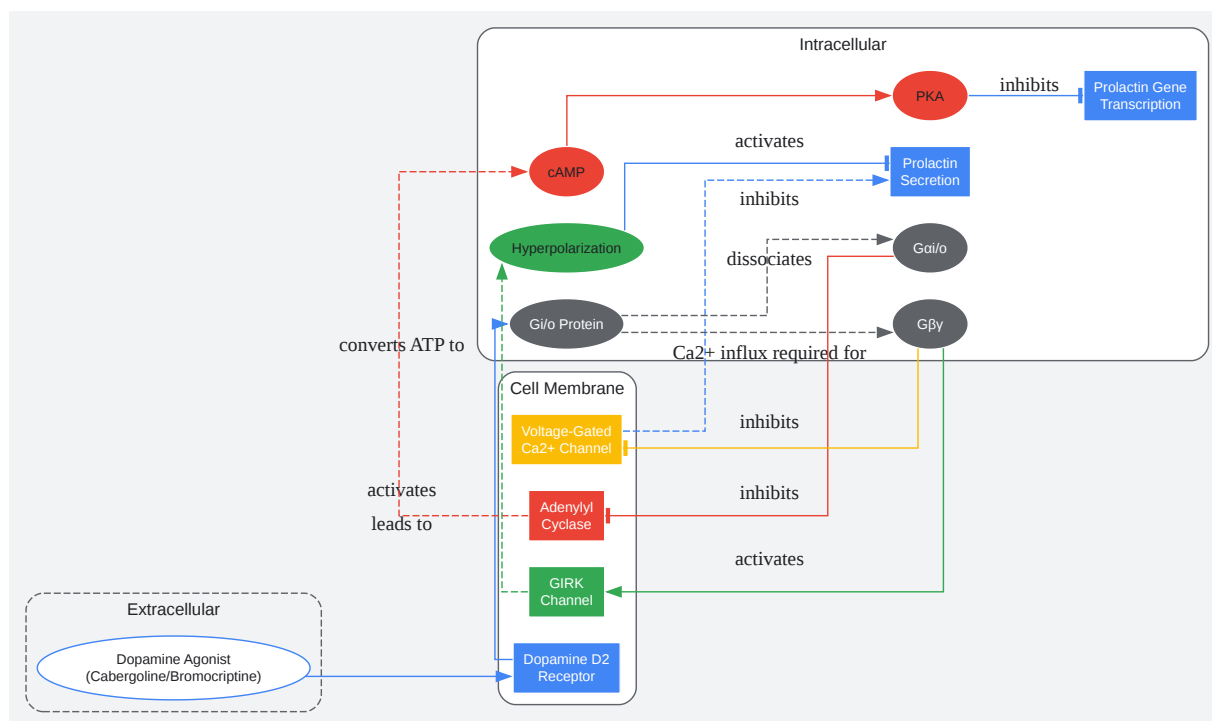 Intracellular
PKA
inhibits
Prolactin Gene
Transcription
activates
cAMP
Prolactin
Secretion
inhibits
Hyperpolarization
Gαi/o
dissociates
Gi/o Protein
Gβγ
converts ATP to
Ca2+ influx required for
Cell Membrane
Voltage-Gated
Ca2+ Channel
inhibits
activates
leads to
Adenylyl
Cyclase
inhibits
activates
GIRK
Channel
Extracellular
Dopamine Agonist
(Cabergoline/Bromocriptine)
Dopamine D2
Receptor